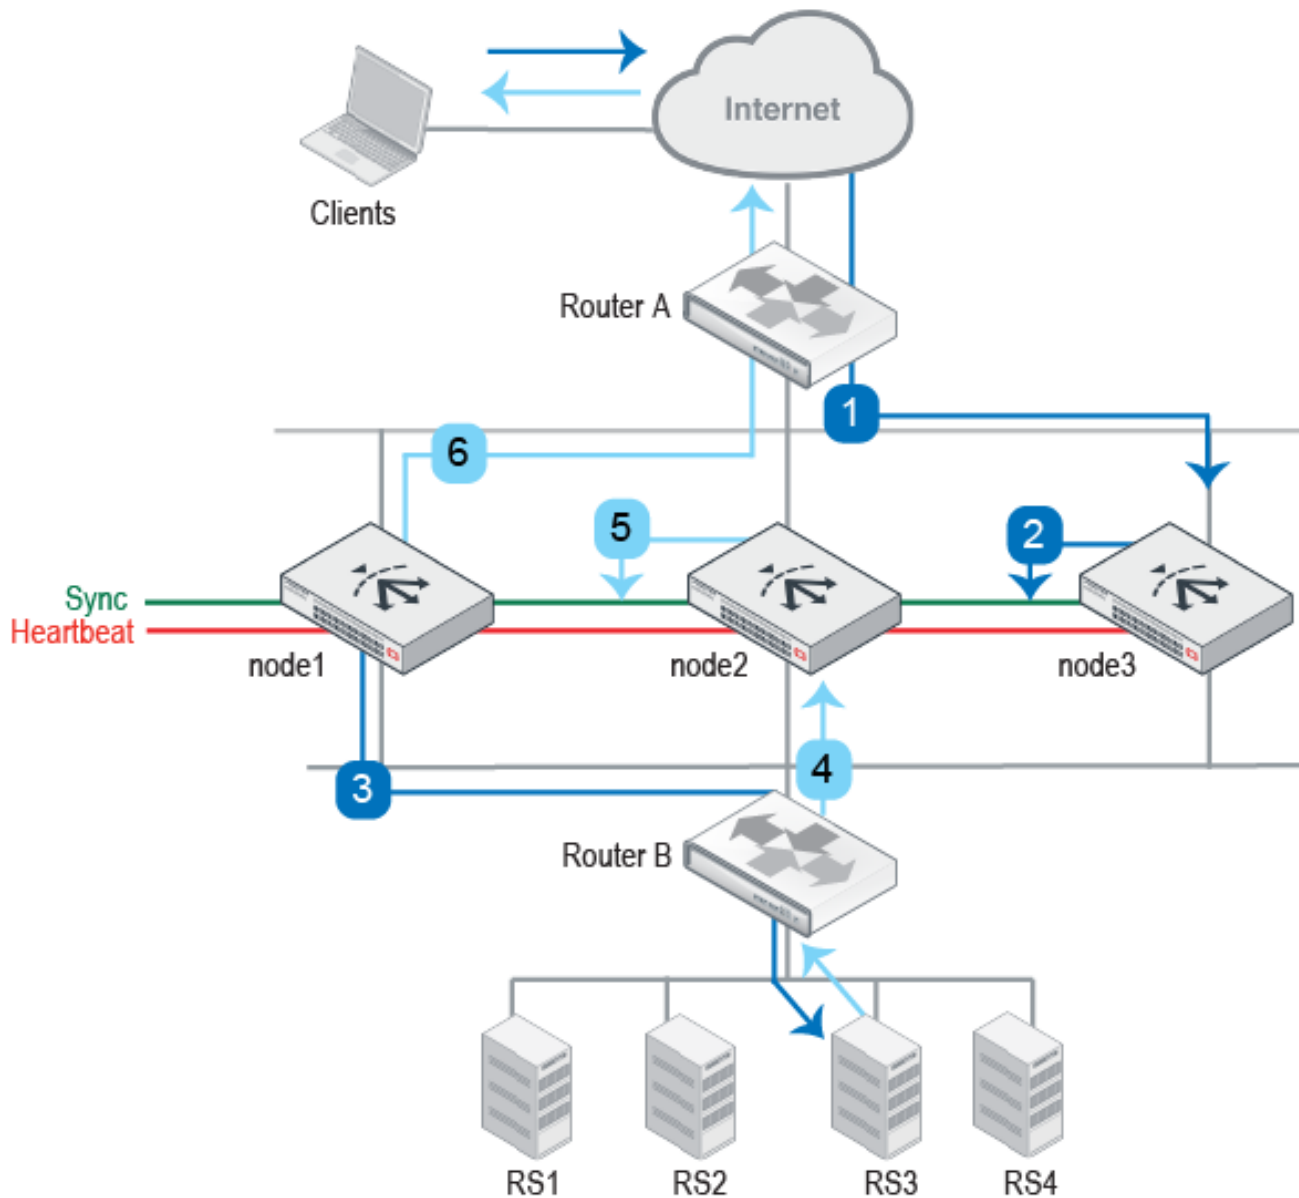 Internet
Clients
Router A
1
6
5
2
Sync
Heartbeat
node1
node2
node3
4
3
Router B
RS1
RS2
RS3
RS4